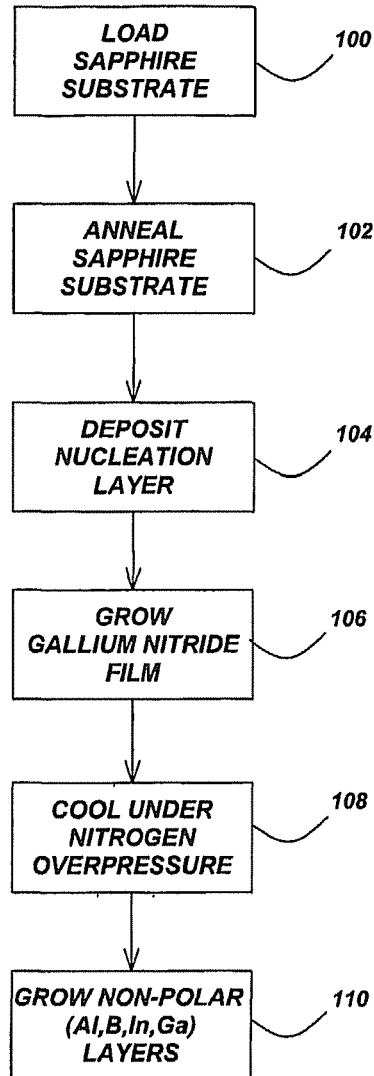 LOAD
SAPPHIRE
SUBSTRATE
100
ANNEAL
SAPPHIRE
SUBSTRATE
102
DEPOSIT
NUCLEATION
LAYER
104
GROW
GALLIUM NITRIDE
FILM
106
COOL UNDER
NITROGEN
OVERPRESSURE
108
GROW NON-POLAR
(Al,B,In,Ga)
LAYERS
110